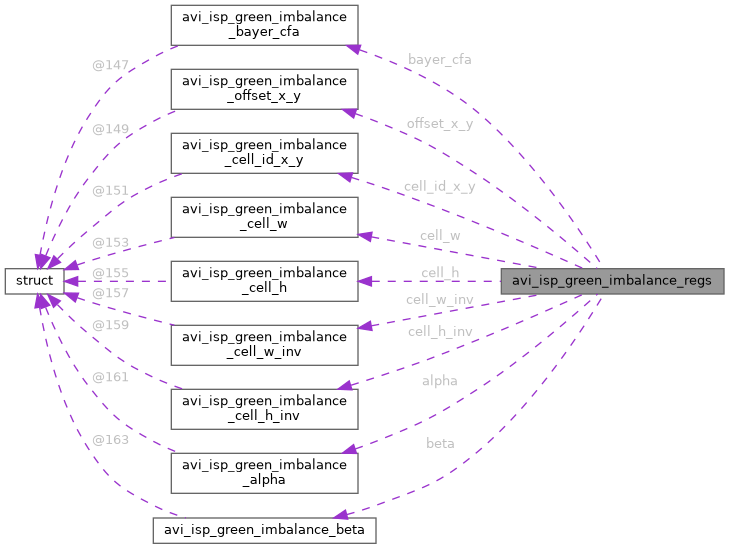 avi_isp_green_imbalance
_bayer_cfa
@147
bayer_cfa
avi_isp_green_imbalance
_offset_x_y
@149
offset_x_y
avi_isp_green_imbalance
_cell_id_x_y
@151
cell_id_x_y
avi_isp_green_imbalance
_cell_w
@153
cell_w
struct
@155
avi_isp_green_imbalance
_cell_h
cell_h
avi_isp_green_imbalance_regs
@157
cell_w_inv
avi_isp_green_imbalance
_cell_w_inv
@159
cell_h_inv
avi_isp_green_imbalance
_cell_h_inv
@161
alpha
avi_isp_green_imbalance
_alpha
@163
beta
avi_isp_green_imbalance_beta